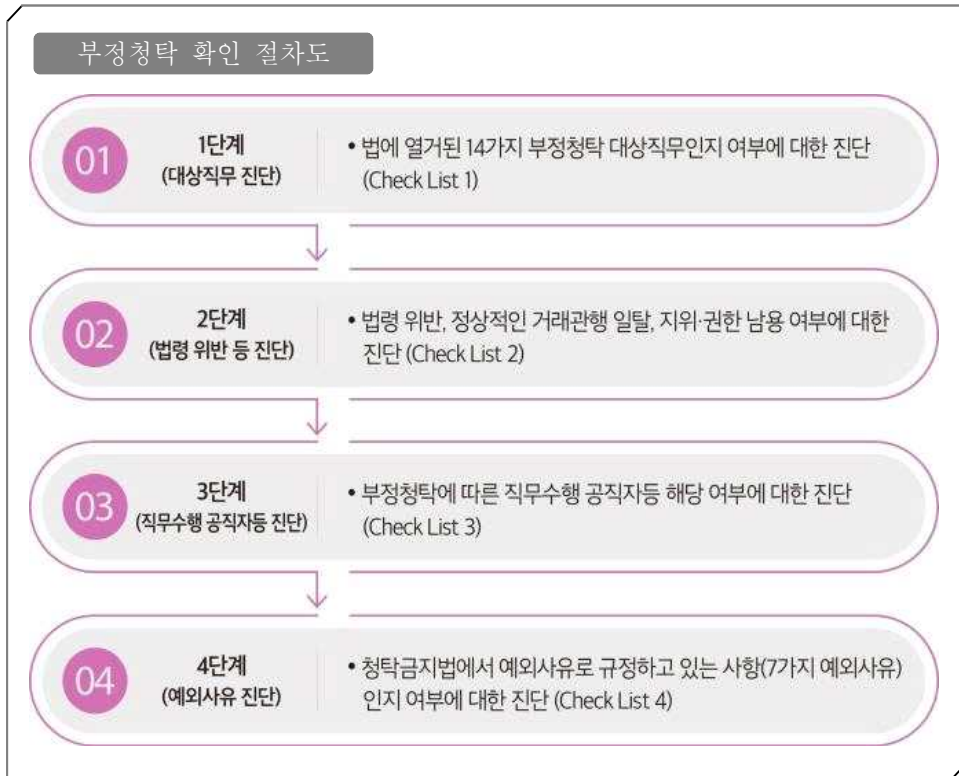 부정청탁 확인 절차도
01
1단계
(대상직무 진단)
• 법에 열거된 14가지 부정청탁 대상직무인지 여부에 대한 진단
(Check List 1)
02
2단계
(법령 위반 등 진단)
• 법령 위반, 정상적인 거래관행 일탈, 지위·권한 남용 여부에 대한
진단 (Check List 2)
03
3단계
(직무수행 공직자등 진단)
• 부정청탁에 따른 직무수행 공직자등 해당 여부에 대한 진단
(Check List 3)
04
4단계
(예외사유 진단)
• 청탁금지법에서 예외사유로 규정하고 있는 사항(7가지 예외사유)
인지 여부에 대한 진단 (Check List 4)